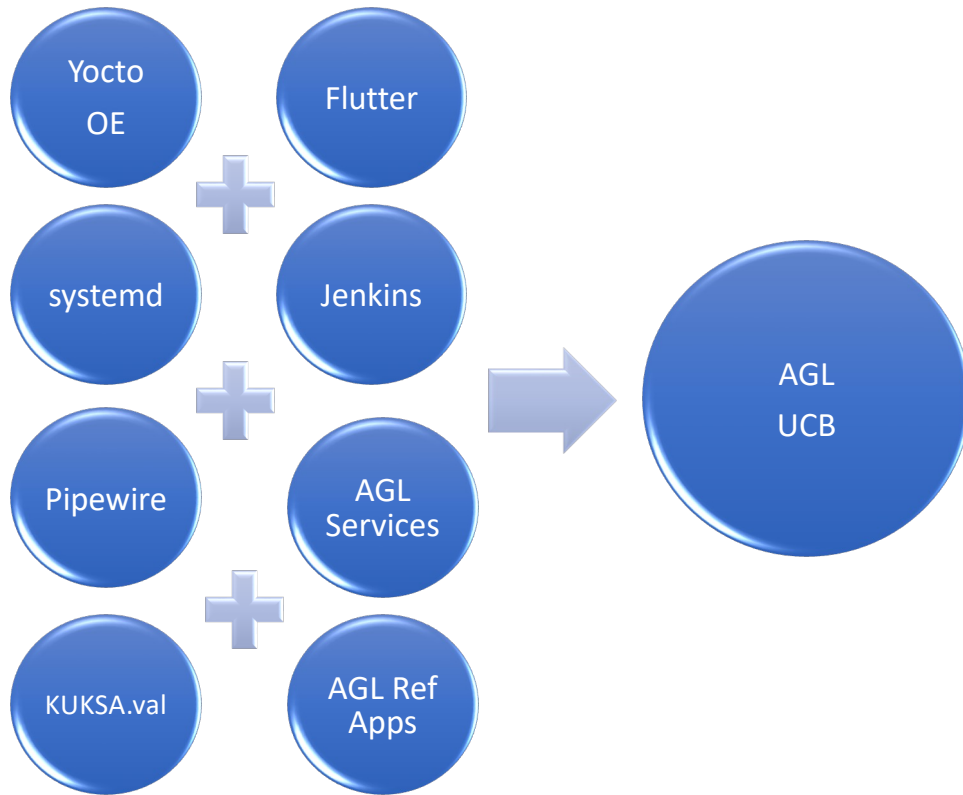 Yocto
OE
Flutter
systemd
Jenkins
Pipewire
AGL
Services
KUKSA.val
AGL Ref
Apps
AGL
UCB